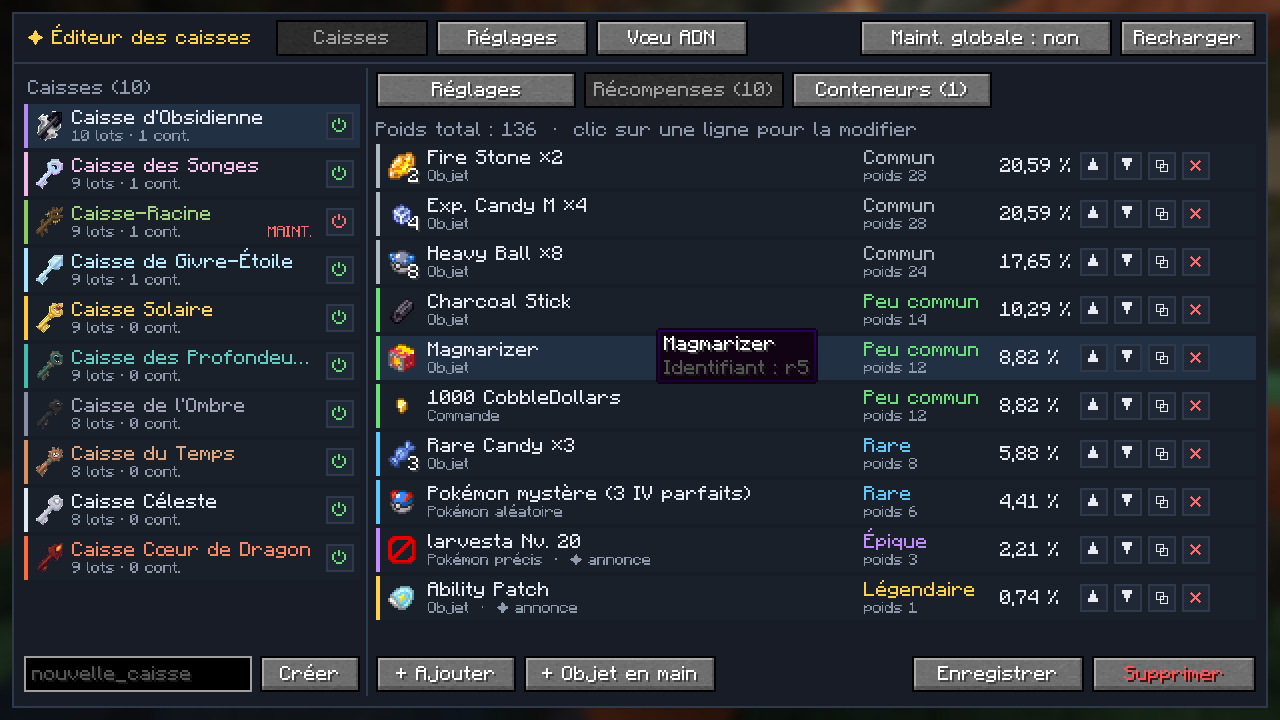 ✦ Éditeur des caisses
Caisses
Réglages
Vœu ADN
Maint. globale : non
Recharger
Caisses (10)
Caisse d'Obsidienne
10 lots · 1 cont.
Caisse des Songes
9 lots · 1 cont.
Caisse-Racine
9 lots · 1 cont.
MAINT.
Caisse de Givre-Étoile
9 lots · 1 cont.
Caisse Solaire
9 lots · 0 cont.
Caisse des Profondeu...
9 lots · 0 cont.
Caisse de l'Ombre
8 lots · 0 cont.
Caisse du Temps
8 lots · 0 cont.
Caisse Céleste
8 lots · 0 cont.
Caisse Cœur de Dragon
9 lots · 0 cont.
nouvelle_caisse
Créer
Réglages
Récompenses (10)
Conteneurs (1)
Poids total : 136 · clic sur une ligne pour la modifier
2
Fire Stone ×2
Objet
Commun
poids 28
20,59 %
4
Exp. Candy M ×4
Objet
Commun
poids 28
20,59 %
8
Heavy Ball ×8
Objet
Commun
poids 24
17,65 %
Charcoal Stick
Objet
Peu commun
poids 14
10,29 %
Magmarizer
Objet
Magmarizer
Identifiant : r5
Peu commun
poids 12
8,82 %
1000 CobbleDollars
Commande
Peu commun
poids 12
8,82 %
3
Rare Candy ×3
Objet
Rare
poids 8
5,88 %
Pokémon mystère (3 IV parfaits)
Pokémon aléatoire
Rare
poids 6
4,41 %
larvesta Nv. 20
Pokémon précis · ✦ annonce
Épique
poids 3
2,21 %
Ability Patch
Objet · ✦ annonce
Légendaire
poids 1
0,74 %
+ Ajouter
+ Objet en main
Enregistrer
Supprimer